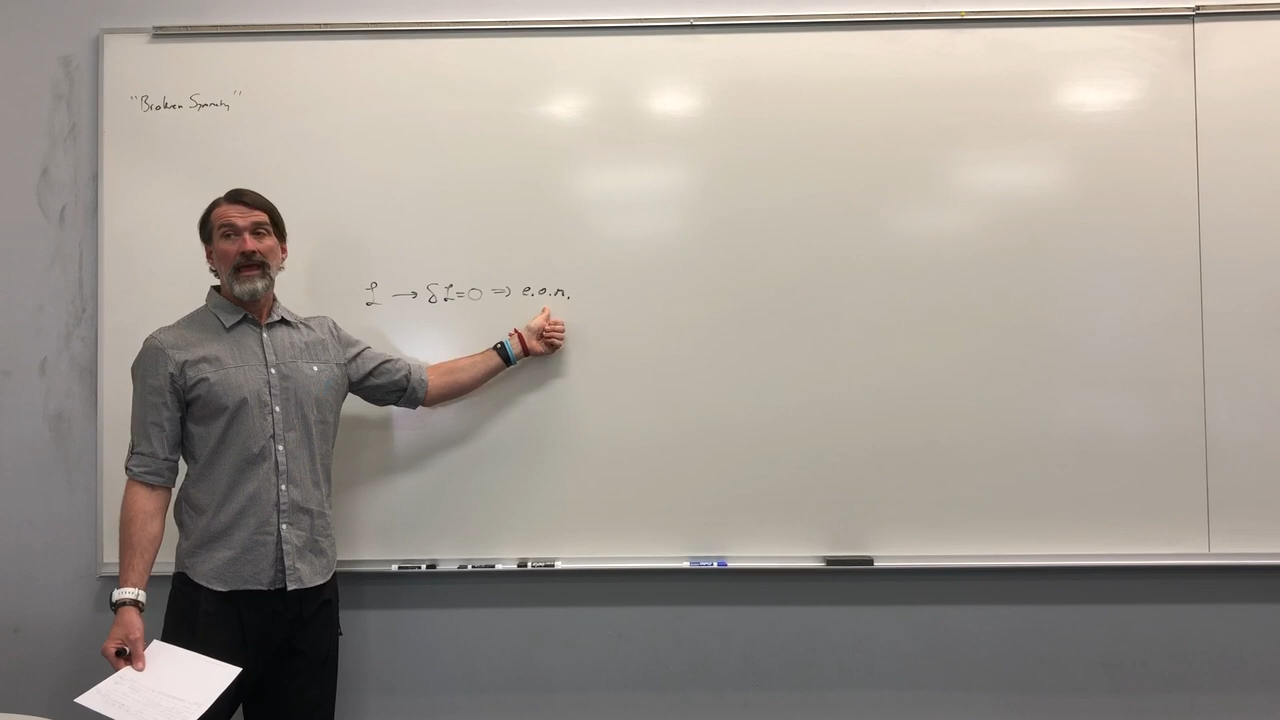 "Broken Symmetry"
ℒ → δℒ=0 ⇒ e.o.m.